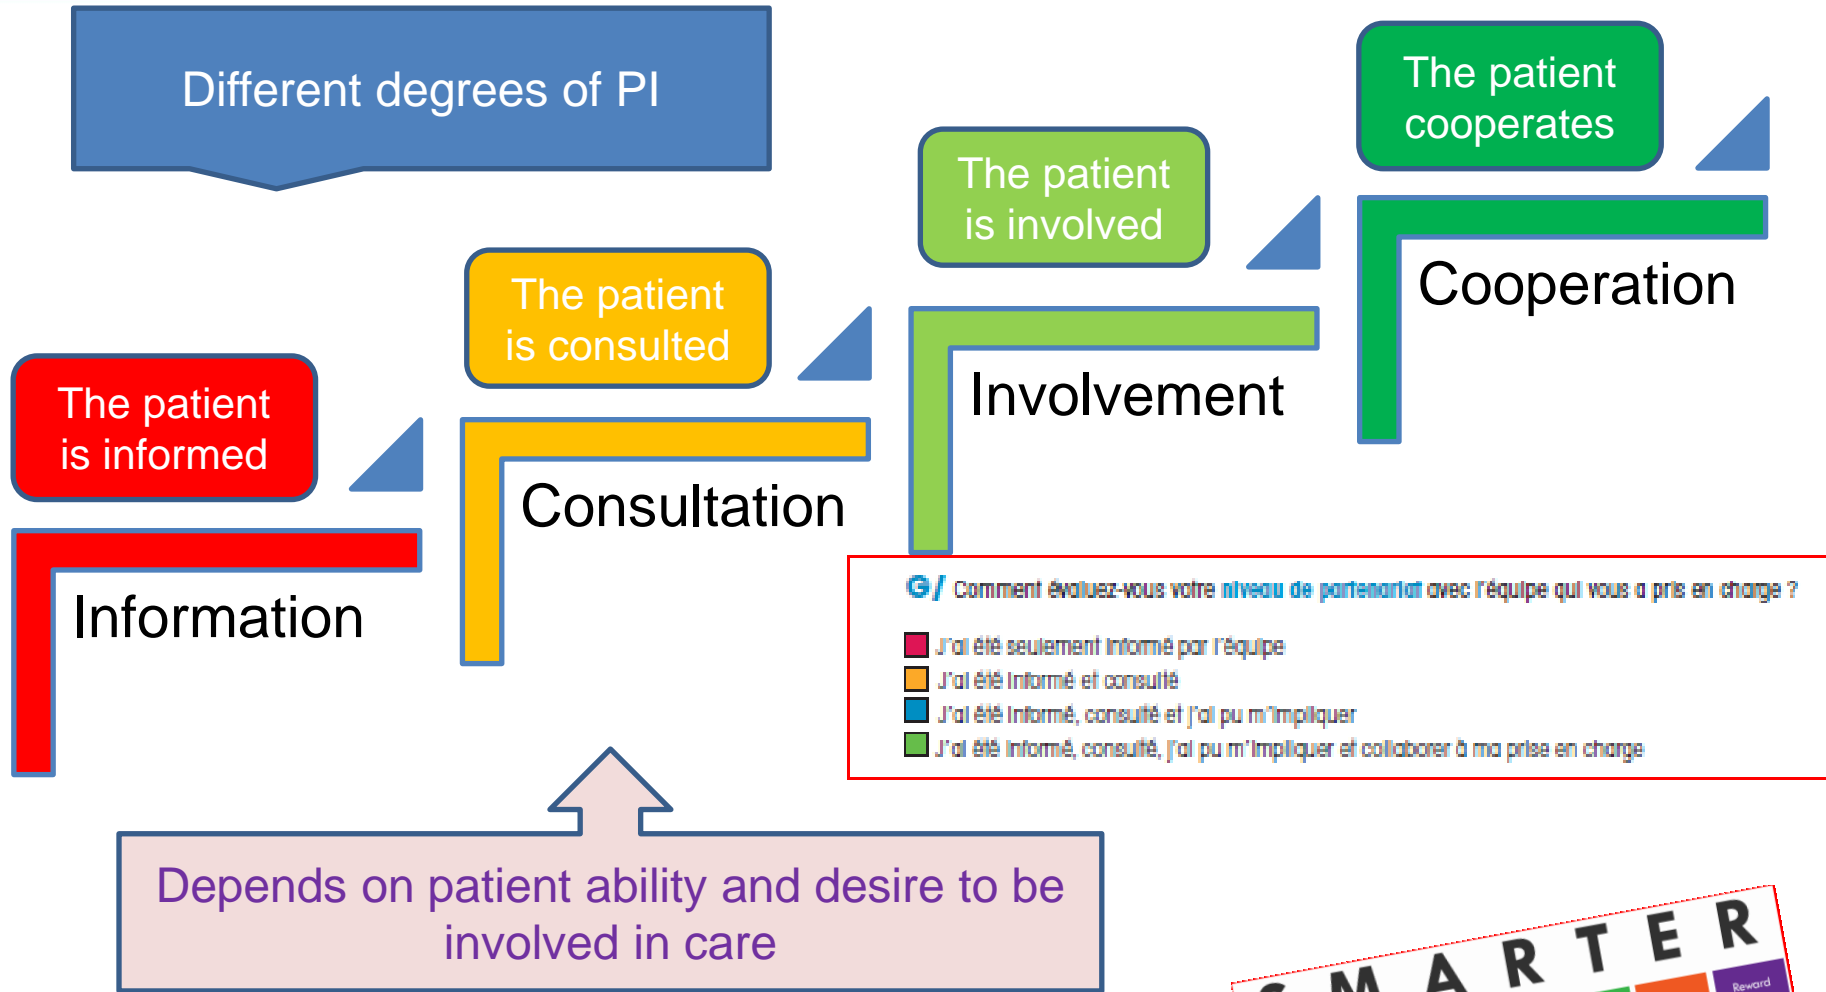 Different degrees of PI
The patient
cooperates
The patient
is involved
Cooperation
The patient
is consulted
Involvement
The patient
is informed
Consultation
Information
G/ Comment évaluez-vous votre niveau de partenariat avec l'équipe qui vous a pris en charge ?
J'ai été seulement informé par l'équipe
J'ai été informé et consulté
J'ai été informé, consulté et j'ai pu m'impliquer
J'ai été informé, consulté, j'ai pu m'impliquer et collaborer à ma prise en charge
Depends on patient ability and desire to be
involved in care
SMARTER
Reward